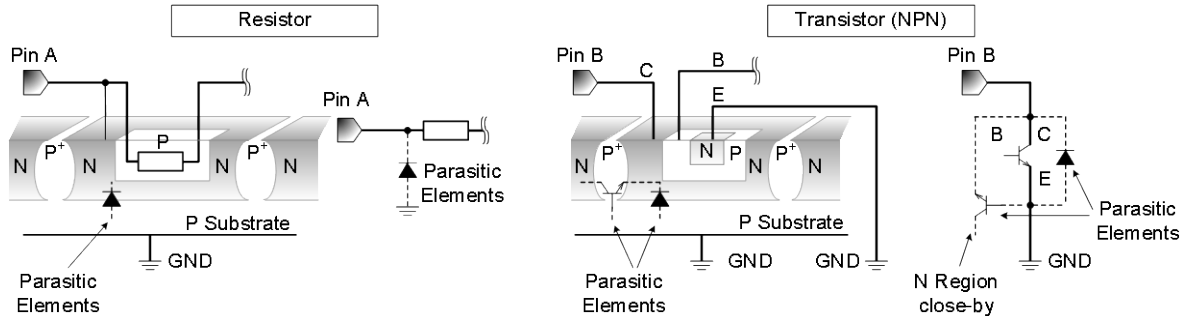 Resistor
Transistor (NPN)
Pin A
Pin A
N
P+
N
P
N
P+
N
Parasitic
Elements
P Substrate
GND
Parasitic
Elements
Pin B
C
B
E
N
P+
N
N
P
N
P+
N
P Substrate
GND
GND
Parasitic
Elements
Pin B
B
C
E
Parasitic
Elements
N Region
close-by